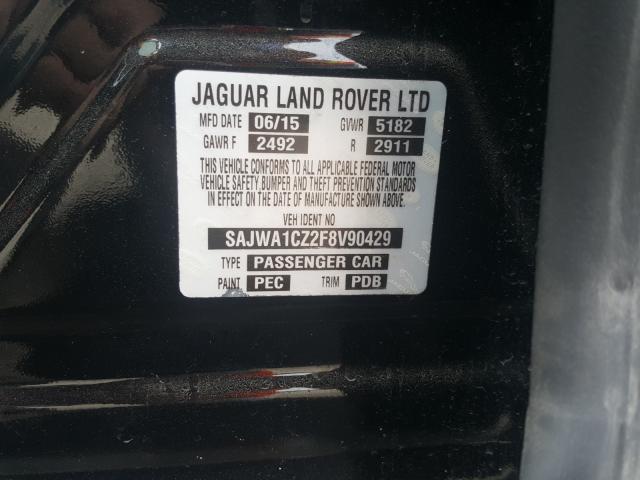 JAGUAR LAND ROVER LTD
MFD DATE 06/15 GVWR 5182
GAWR F 2492 R 2911
THIS VEHICLE CONFORMS TO ALL APPLICABLE FEDERAL MOTOR
VEHICLE SAFETY, BUMPER AND THEFT PREVENTION STANDARDS
IN EFFECT ON THE DATE OF MANUFACTURE SHOWN ABOVE.
VEH IDENT NO
SAJWA1CZ2F8V90429
TYPE PASSENGER CAR
PAINT PEC TRIM PDB